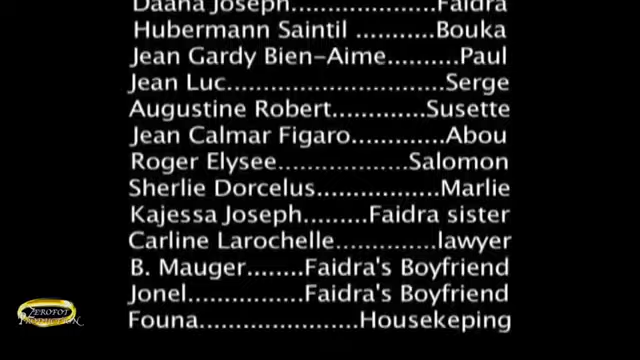 Daana Joseph.....................Faidra
Hubermann Saintil ...........Bouka
Jean Gardy Bien-Aime..........Paul
Jean Luc..............................Serge
Augustine Robert.............Susette
Jean Calmar Figaro.............Abou
Roger Elysee..................Salomon
Sherlie Dorcelus.................Marlie
Kajessa Joseph.........Faidra sister
Carline Larochelle..............lawyer
B. Mauger........Faidra's Boyfriend
Jonel................Faidra's Boyfriend
Founa......................Housekeping
ZEROFOT
PRODUCTION